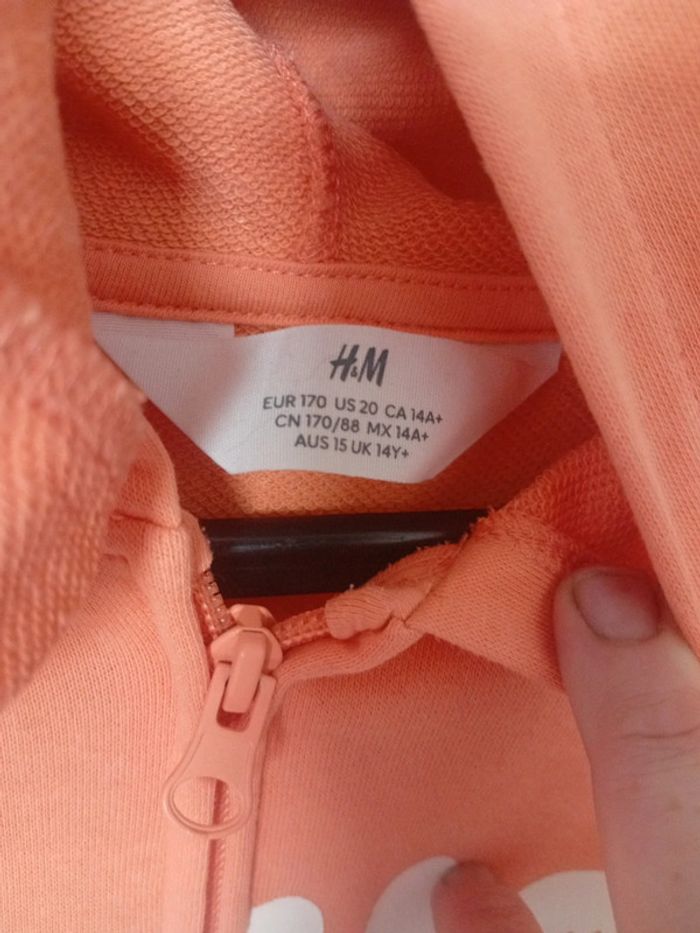 H&M
EUR 170 US 20 CA 14A+
CN 170/88 MX 14A+
AUS 15 UK 14Y+